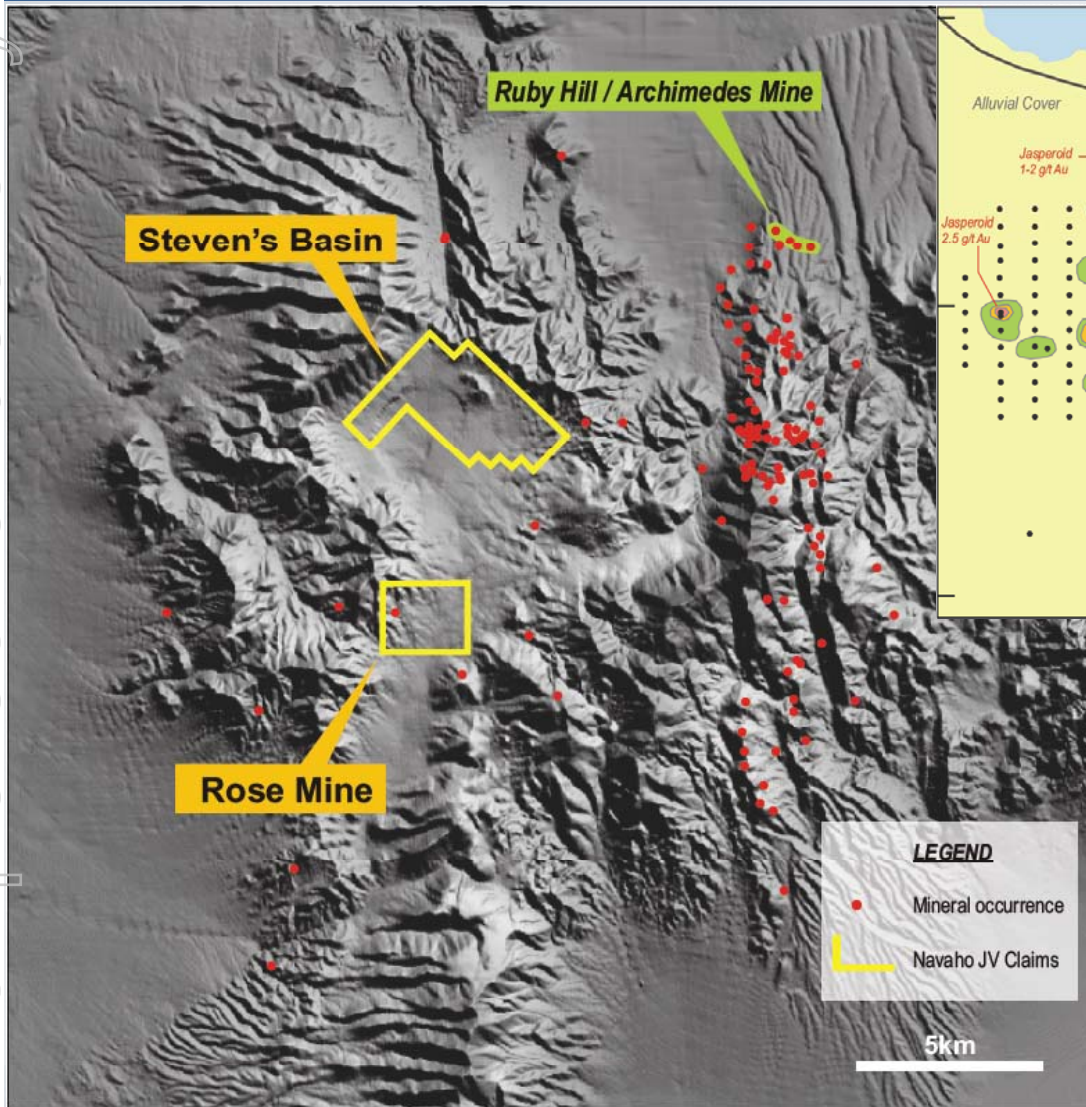 Ruby Hill / Archimedes Mine
Steven's Basin
Rose Mine
Alluvial Cover
Jasperoid
1-2 g/t Au
Jasperoid
2.5 g/t Au
LEGEND
Mineral occurrence
Navaho JV Claims
5km